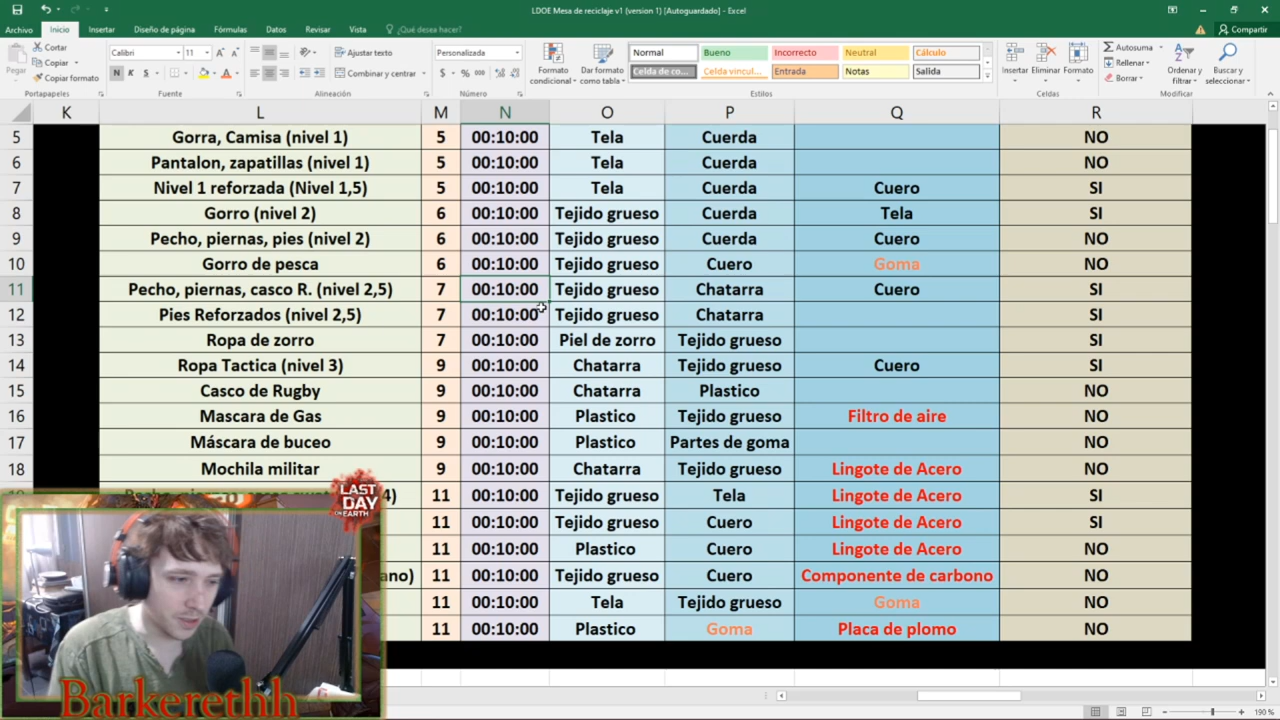 LDOE Mesa de reciclaje v1 (version 1) [Autoguardado] - Excel
Archivo Inicio Insertar Diseño de página Fórmulas Datos Revisar Vista ¿Qué desea hacer? Compartir
Pegar Cortar Copiar Copiar formato
Calibri 11
N K S
Ajustar texto
Combinar y centrar
Personalizada
$ % 000
Formato condicional Dar formato como tabla
Normal Bueno Incorrecto Neutral Cálculo
Celda de co... Celda vincul... Entrada Notas Salida
Insertar Eliminar Formato
Autosuma
Rellenar
Borrar
Ordenar y filtrar Buscar y seleccionar
Portapapeles Fuente Alineación Número Estilos Celdas Modificar
K L M N O P Q R
5 Gorra, Camisa (nivel 1) 5 00:10:00 Tela Cuerda NO
6 Pantalon, zapatillas (nivel 1) 5 00:10:00 Tela Cuerda NO
7 Nivel 1 reforzada (Nivel 1,5) 5 00:10:00 Tela Cuerda Cuero SI
8 Gorro (nivel 2) 6 00:10:00 Tejido grueso Cuerda Tela SI
9 Pecho, piernas, pies (nivel 2) 6 00:10:00 Tejido grueso Cuerda Cuero NO
10 Gorro de pesca 6 00:10:00 Tejido grueso Cuero Goma NO
11 Pecho, piernas, casco R. (nivel 2,5) 7 00:10:00 Tejido grueso Chatarra Cuero SI
12 Pies Reforzados (nivel 2,5) 7 00:10:00 Tejido grueso Chatarra SI
13 Ropa de zorro 7 00:10:00 Piel de zorro Tejido grueso SI
14 Ropa Tactica (nivel 3) 9 00:10:00 Chatarra Tejido grueso Cuero SI
15 Casco de Rugby 9 00:10:00 Chatarra Plastico NO
16 Mascara de Gas 9 00:10:00 Plastico Tejido grueso Filtro de aire NO
17 Máscara de buceo 9 00:10:00 Plastico Partes de goma NO
18 Mochila militar 9 00:10:00 Chatarra Tejido grueso Lingote de Acero NO
4) 11 00:10:00 Tejido grueso Tela Lingote de Acero SI
11 00:10:00 Tejido grueso Cuero Lingote de Acero SI
11 00:10:00 Plastico Cuero Lingote de Acero NO
ano) 11 00:10:00 Tejido grueso Cuero Componente de carbono NO
11 00:10:00 Tela Tejido grueso Goma NO
11 00:10:00 Plastico Goma Placa de plomo NO
LAST
DAY
ON EARTH
Barkerethh
190 %